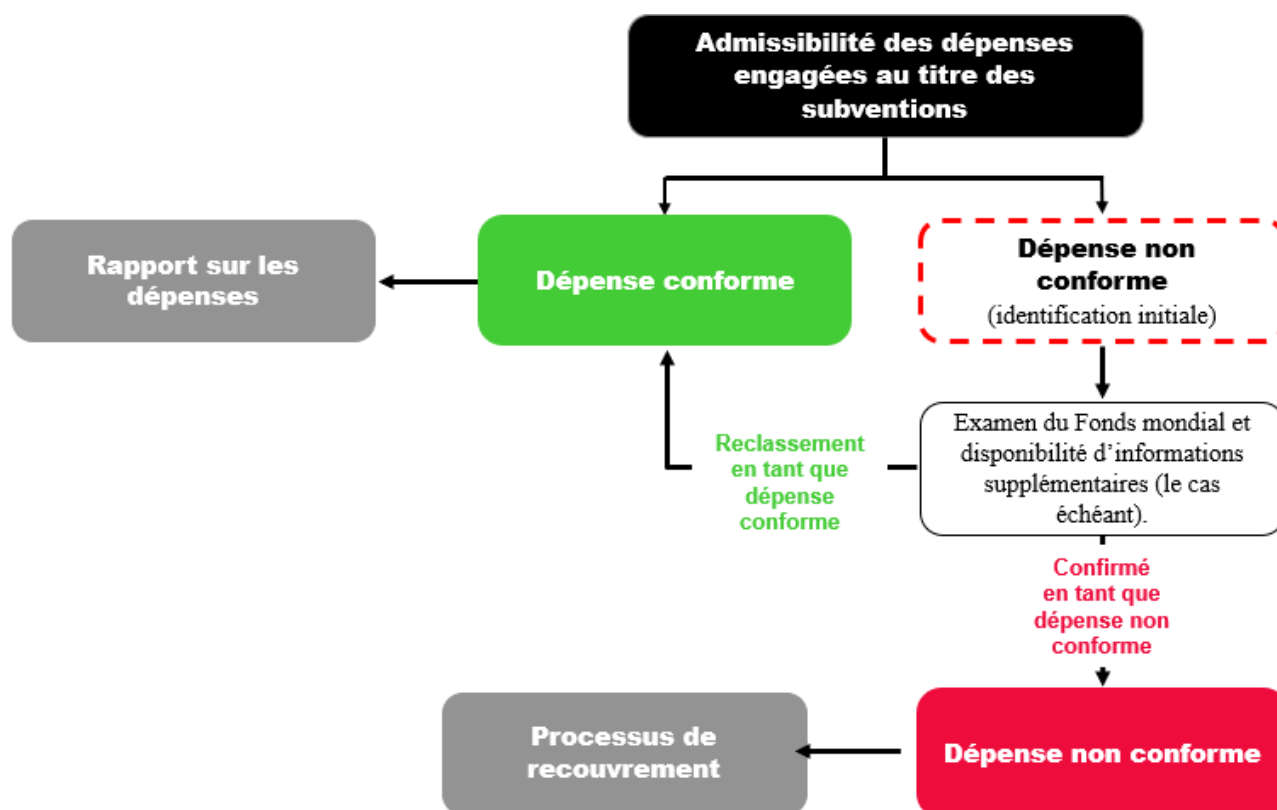 Admissibilité des dépenses
engagées au titre des
subventions
Rapport sur les
dépenses
Dépense conforme
Dépense non
conforme
(identification initiale)
Reclassement
en tant que
dépense
conforme
Examen du Fonds mondial et
disponibilité d’informations
supplémentaires (le cas
échéant).
Confirmé
en tant que
dépense non
conforme
Processus de
recouvrement
Dépense non conforme